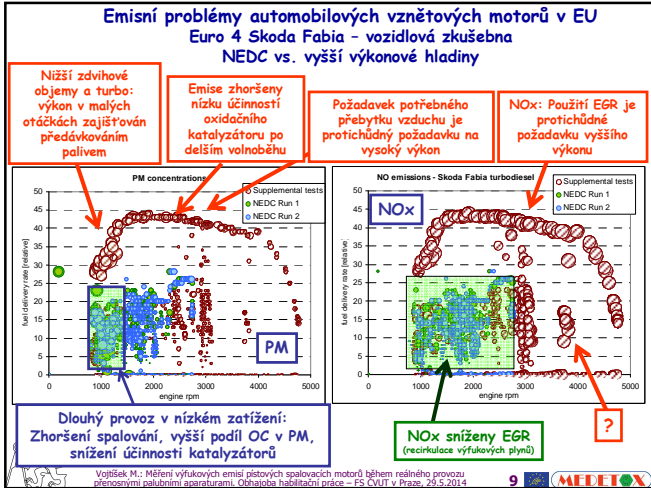 Emisní problémy automobilových vznětových motorů v EU
Euro 4 Skoda Fabia – vozidlová zkušebna
NEDC vs. vyšší výkonové hladiny
Nižší zdvihové
objemy a turbo:
výkon v malých
otáčkách zajišťován
předávkováním
palivem
Emise zhoršeny
nízku účinností
oxidačního
katalyzátoru po
delším volnoběhu
Požadavek potřebného
přebytku vzduchu je
protichůdný požadavku na
vysoký výkon
NOx: Použití EGR je
protichůdné
požadavku vyššího
výkonu
PM concentrations
Supplemental tests
NEDC Run 1
NEDC Run 2
fuel delivery rate [relative]
50
45
40
35
30
25
20
15
10
5
0
0 1000 2000 3000 4000 5000
engine rpm
PM
NO emissions - Skoda Fabia turbodiesel
Supplemental tests
NEDC Run 1
NEDC Run 2
NOx
fuel delivery rate [relative]
50
45
40
35
30
25
20
15
10
5
0
0 1000 2000 3000 4000 5000
engine rpm
Dlouhý provoz v nízkém zatížení:
Zhoršení spalování, vyšší podíl OC v PM,
snížení účinnosti katalyzátorů
NOx sníženy EGR
(recirkulace výfukových plynů)
?
Vojtíšek M.: Měření výfukových emisí pístových spalovacích motorů během reálného provozu
přenosnými palubními aparaturami. Obhajoba habilitační práce – FS ČVUT v Praze, 29.5.2014
9
MEDETOX